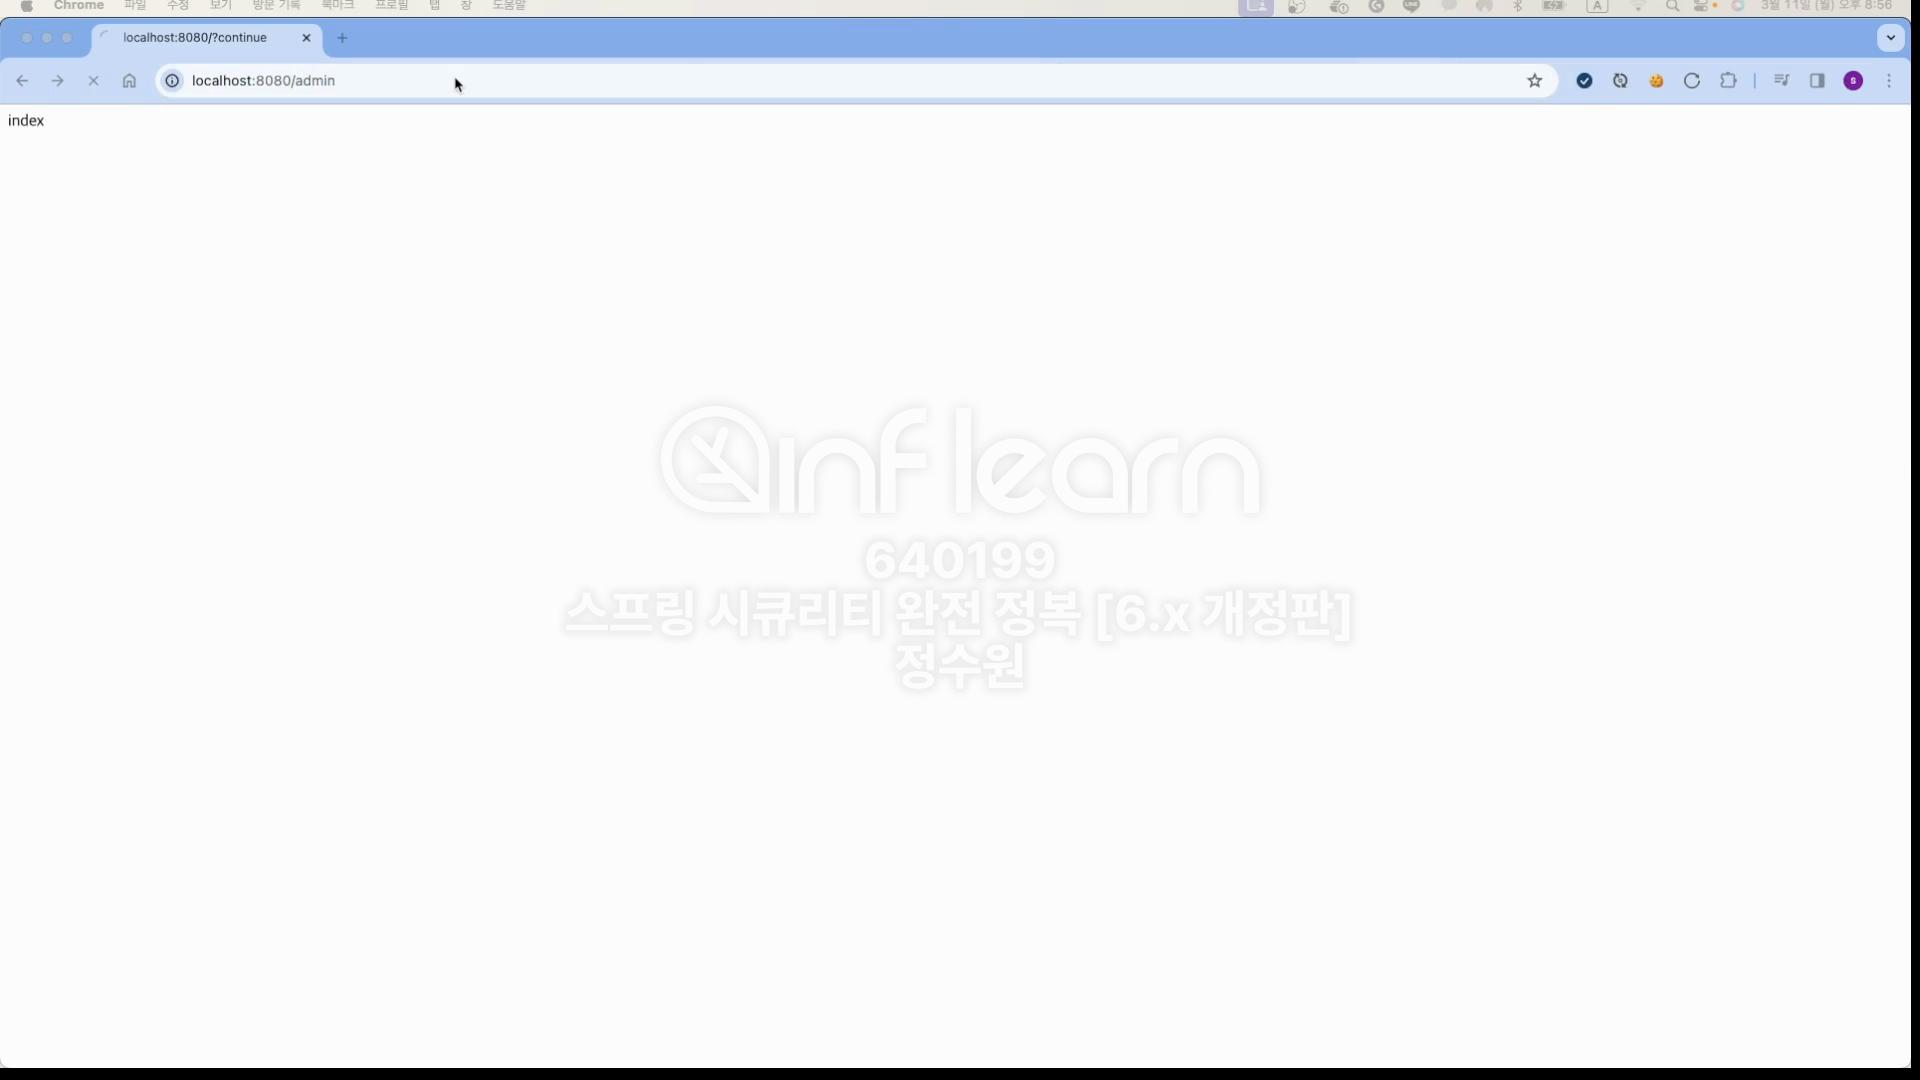 Chrome 파일 수정 보기 방문 기록 북마크 프로필 탭 창 도움말 A 3월 11일 (월) 오후 8:56
localhost:8080/?continue
localhost:8080/admin
s
index
inflearn
640199
스프링 시큐리티 완전 정복 [6.x 개정판]
정수원